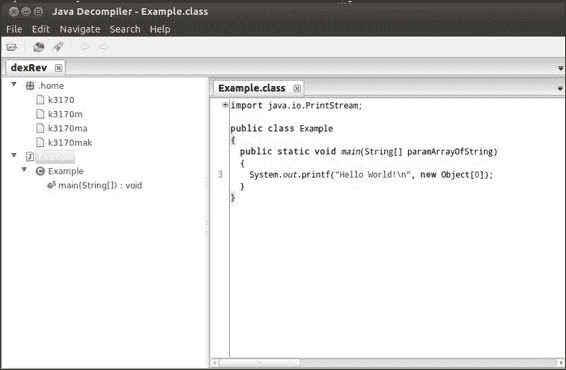 Java Decompiler - Example.class
File Edit Navigate Search Help
dexRev
.home
k3170
k3170m
k3170ma
k3170mak
Example
Example
main(String[]) : void
Example.class
import java.io.PrintStream;
public class Example
{
public static void main(String[] paramArrayOfString)
{
3 System.out.printf("Hello World!\n", new Object[0]);
}
}